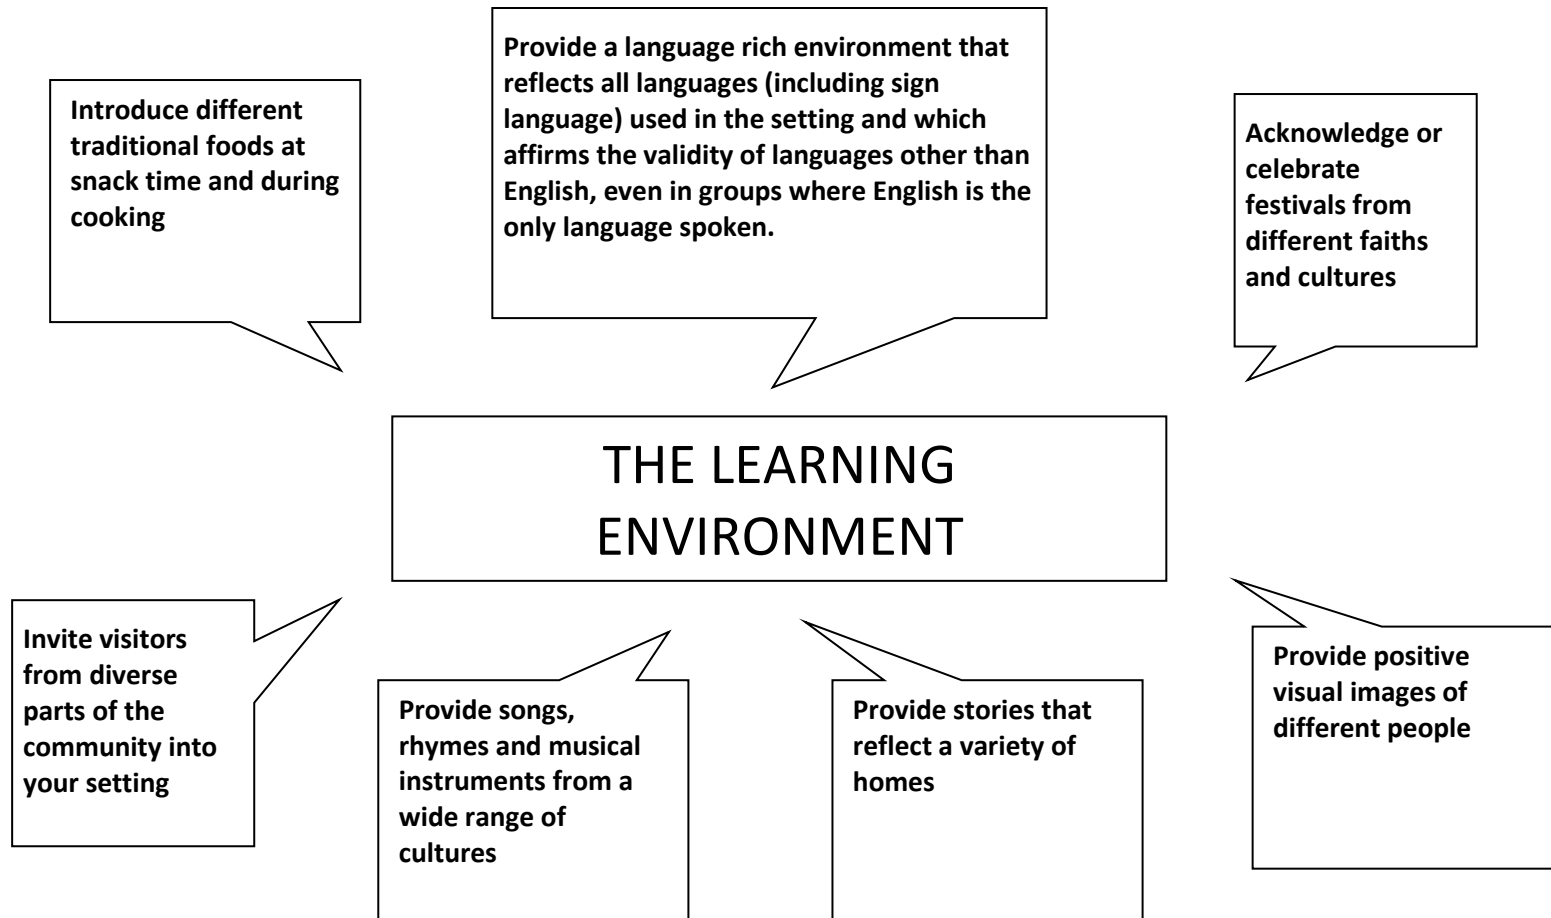 Introduce different
traditional foods at
snack time and during
cooking
Provide a language rich environment that
reflects all languages (including sign
language) used in the setting and which
affirms the validity of languages other than
English, even in groups where English is the
only language spoken.
Acknowledge or
celebrate
festivals from
different faiths
and cultures
THE LEARNING
ENVIRONMENT
Invite visitors
from diverse
parts of the
community into
your setting
Provide songs,
rhymes and musical
instruments from a
wide range of
cultures
Provide stories that
reflect a variety of
homes
Provide positive
visual images of
different people